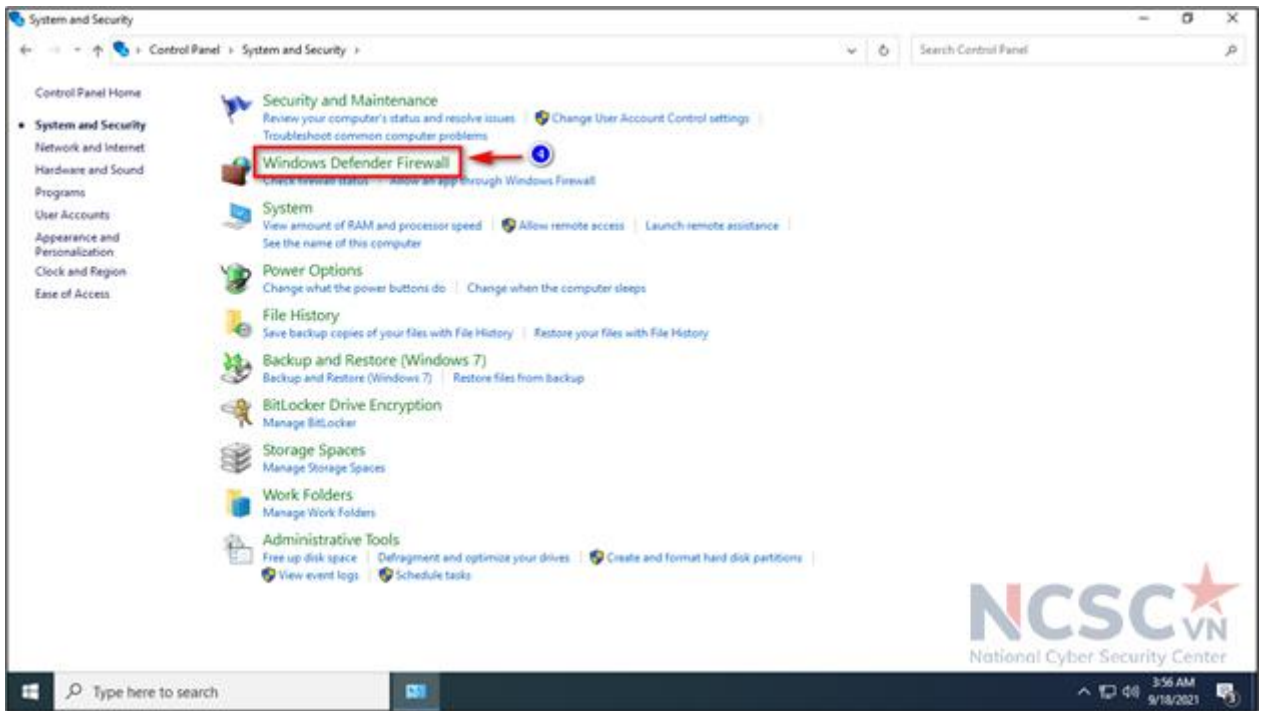 System and Security
Control Panel › System and Security ›
Search Control Panel
Control Panel Home
System and Security
Network and Internet
Hardware and Sound
Programs
User Accounts
Appearance and
Personalization
Clock and Region
Ease of Access
Security and Maintenance
Review your computer's status and resolve issues
Change User Account Control settings
Troubleshoot common computer problems
Windows Defender Firewall
4
Check firewall status
Allow an app through Windows Firewall
System
View amount of RAM and processor speed
Allow remote access
Launch remote assistance
See the name of this computer
Power Options
Change what the power buttons do
Change when the computer sleeps
File History
Save backup copies of your files with File History
Restore your files with File History
Backup and Restore (Windows 7)
Backup and Restore (Windows 7)
Restore files from backup
BitLocker Drive Encryption
Manage BitLocker
Storage Spaces
Manage Storage Spaces
Work Folders
Manage Work Folders
Administrative Tools
Free up disk space
Defragment and optimize your drives
Create and format hard disk partitions
View event logs
Schedule tasks
NCSC VN
National Cyber Security Center
Type here to search
3:56 AM
9/18/2021
3